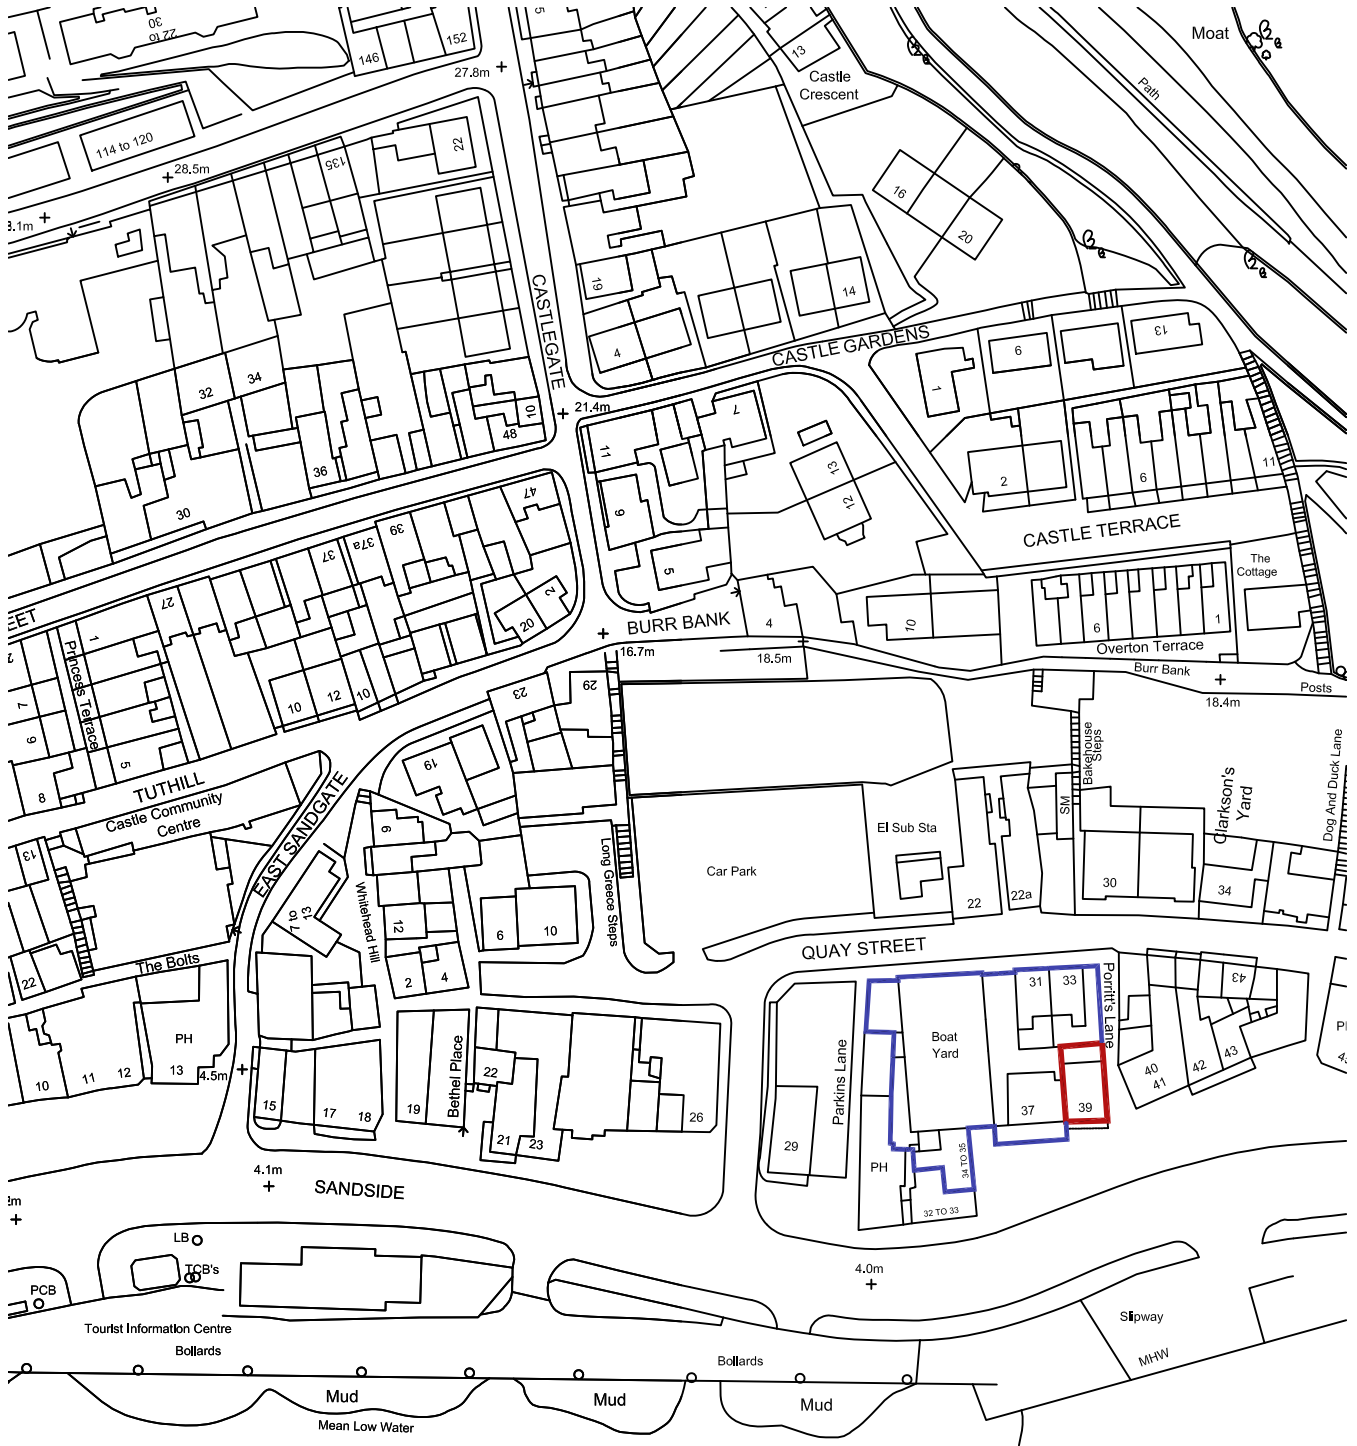 22 to
30
146
152
5
27.8m
13
Castle
Crescent
Moat
Path
114 to 120
28.5m
135
22
16
20
19
14
4
CASTLEGATE
CASTLE GARDENS
6
13
1
32
34
10
48
21.4m
7
11
36
30
47
39
37a
37
9
13
12
2
6
11
CASTLE TERRACE
The
Cottage
5
2
20
27
1
Princess Terrace
BURR BANK
4
10
6
1
Overton Terrace
16.7m
18.5m
Burr Bank
Posts
18.4m
10
12
10
23
29
7
9
5
8
TUTHILL
Castle Community
Centre
19
EAST SANDGATE
Bakehouse
Steps
Clarkson's
Yard
Dog And Duck Lane
SM
El Sub Sta
Car Park
Long Greece Steps
13
9
7 to
13
Whitehead Hill
12
6
10
22
22a
30
34
QUAY STREET
The Bolts
22
2
4
PH
13
10
11
12
4.5m
15
17
18
19
Bethel Place
22
21
23
26
Parkins Lane
29
PH
Boat
Yard
31
33
Porritt's Lane
37
39
34 TO 35
32 TO 33
40
41
42
43
43
4.1m
SANDSIDE
LB
TCB's
PCB
Tourist Information Centre
Bollards
4.0m
Slipway
MHW
Bollards
Mud
Mud
Mud
Mean Low Water